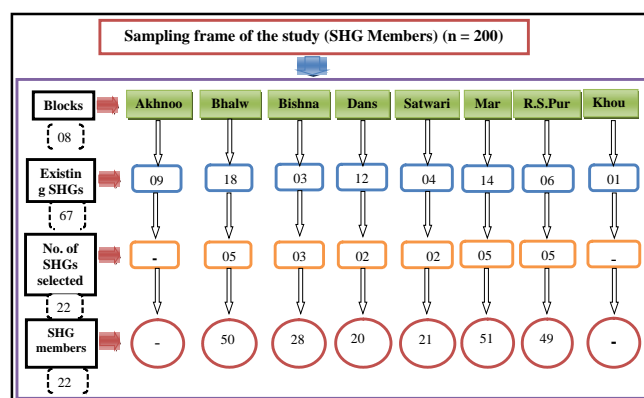 Sampling frame of the study (SHG Members) (n = 200)
Blocks
Akhnoo
Bhalw
Bishna
Dans
Satwari
Mar
R.S.Pur
Khou
08
Existin
g SHGs
09
18
03
12
04
14
06
01
67
No. of
SHGs
selected
-
05
03
02
02
05
05
-
22
SHG
members
-
50
28
20
21
51
49
-
22